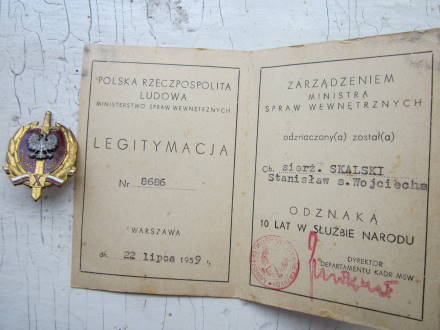 X
POLSKA RZECZPOSPOLITA
LUDOWA
MINISTERSTWO SPRAW WEWNĘTRZNYCH
LEGITYMACJA
Nr 8686
WARSZAWA
dn. 22 lipca 1959 r.
ZARZĄDZENIEM
MINISTRA
SPRAW WEWNĘTRZNYCH
odznaczony(a) został(a)
Ob. sierż. SKALSKI
Stanisław s.Wojciecha
ODZNAKĄ
10 LAT W SŁUŻBIE NARODU
DYREKTOR
DEPARTAMENTU KADR MSW